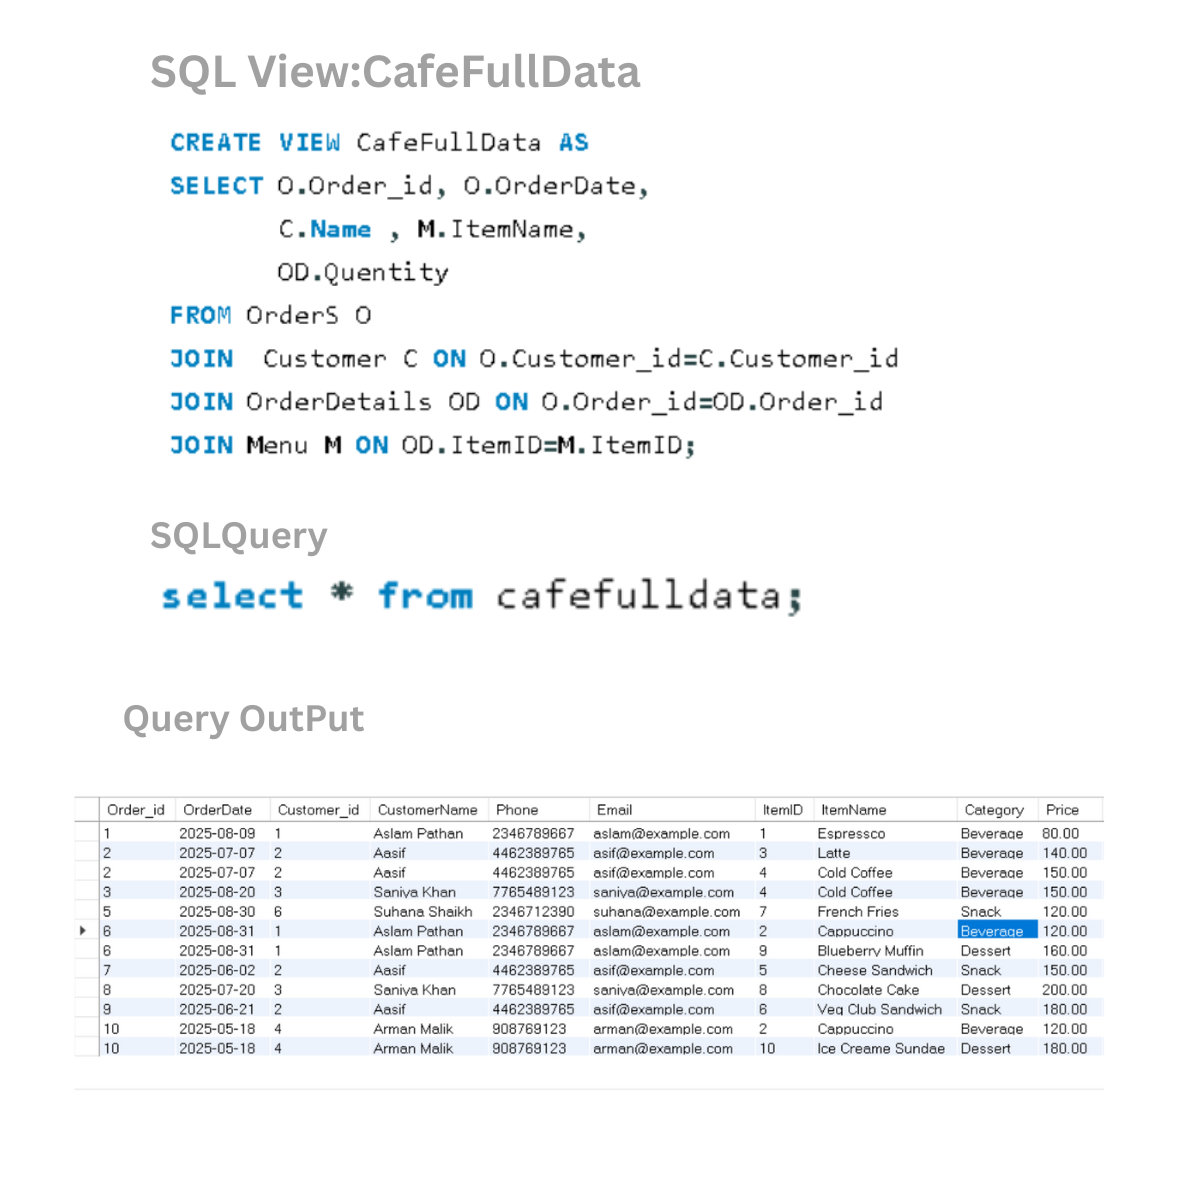 SQL View:CafeFullData
CREATE VIEW CafeFullData AS
SELECT O.Order_id, O.OrderDate,
C.Name , M.ItemName,
OD.Quentity
FROM OrderS O
JOIN Customer C ON O.Customer_id=C.Customer_id
JOIN OrderDetails OD ON O.Order_id=OD.Order_id
JOIN Menu M ON OD.ItemID=M.ItemID;
SQLQuery
select * from cafefulldata;
Query OutPut
Order_id OrderDate Customer_id CustomerName Phone Email ItemID ItemName Category Price
1 2025-08-09 1 Aslam Pathan 2346789667 aslam@example.com 1 Espressco Beverage 80.00
2 2025-07-07 2 Aasif 4462389765 asif@example.com 3 Latte Beverage 140.00
2 2025-07-07 2 Aasif 4462389765 asif@example.com 4 Cold Coffee Beverage 150.00
3 2025-08-20 3 Saniya Khan 7765489123 saniya@example.com 4 Cold Coffee Beverage 150.00
5 2025-08-30 6 Suhana Shaikh 2346712390 suhana@example.com 7 French Fries Snack 120.00
6 2025-08-31 1 Aslam Pathan 2346789667 aslam@example.com 2 Cappuccino Beverage 120.00
6 2025-08-31 1 Aslam Pathan 2346789667 aslam@example.com 9 Blueberry Muffin Dessert 160.00
7 2025-06-02 2 Aasif 4462389765 asif@example.com 5 Cheese Sandwich Snack 150.00
8 2025-07-20 3 Saniya Khan 7765489123 saniya@example.com 8 Chocolate Cake Dessert 200.00
9 2025-06-21 2 Aasif 4462389765 asif@example.com 6 Veg Club Sandwich Snack 180.00
10 2025-05-18 4 Arman Malik 908769123 arman@example.com 2 Cappuccino Beverage 120.00
10 2025-05-18 4 Arman Malik 908769123 arman@example.com 10 Ice Creame Sundae Dessert 180.00